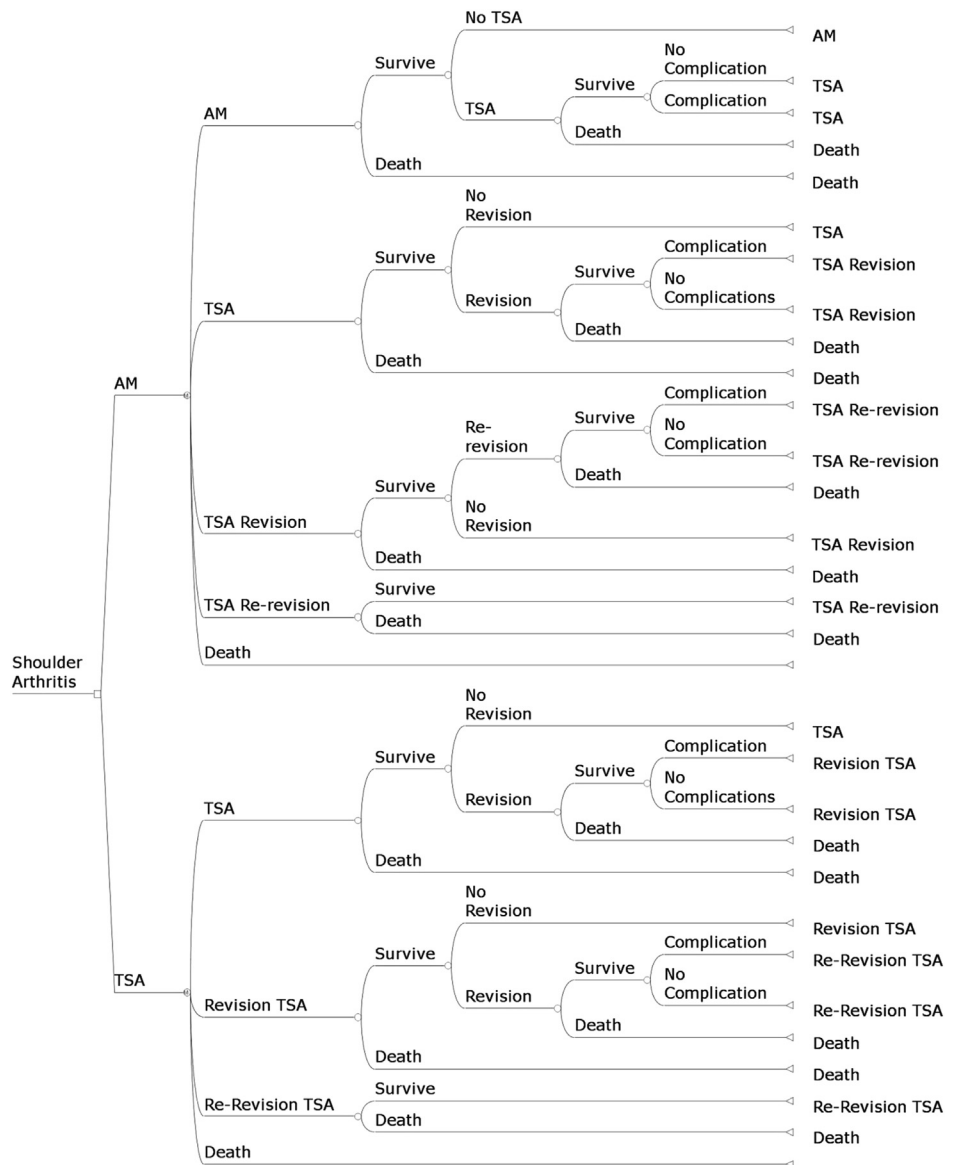 No TSA
AM
Survive
No
Complication
Survive
TSA
AM
TSA
Complication
TSA
Death
Death
Death
Death
No
Revision
TSA
Survive
Complication
TSA Revision
Survive
No
Complications
TSA
Revision
TSA Revision
Death
Death
Death
Death
AM
Complication
TSA Re-revision
Re-
revision
Survive
No
Complication
TSA Re-revision
Death
Death
Survive
No
Revision
TSA Revision
TSA Revision
Death
Death
Survive
TSA Re-revision
TSA Re-revision
Death
Death
Death
Shoulder
Arthritis
No
Revision
TSA
Survive
Complication
Revision TSA
Survive
No
Complications
TSA
Revision
Revision TSA
Death
Death
Death
Death
No
Revision
Revision TSA
Survive
Complication
Re-Revision TSA
Survive
No
Complication
TSA
Revision TSA
Revision
Re-Revision TSA
Death
Death
Death
Death
Survive
Re-Revision TSA
Re-Revision TSA
Death
Death
Death